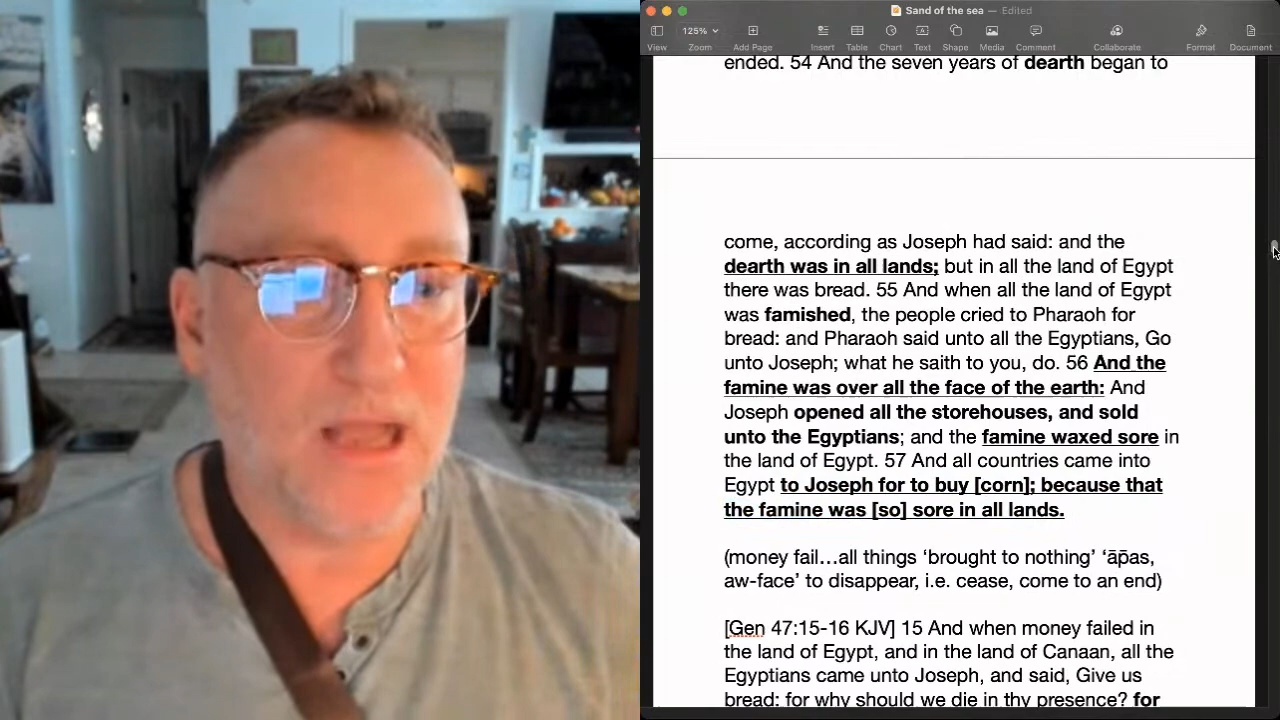 Sand of the sea — Edited
125%
View Zoom Add Page Insert Table Chart Text Shape Media Comment Collaborate Format Document
ended. 54 And the seven years of dearth began to
come, according as Joseph had said: and the
dearth was in all lands; but in all the land of Egypt
there was bread. 55 And when all the land of Egypt
was famished, the people cried to Pharaoh for
bread: and Pharaoh said unto all the Egyptians, Go
unto Joseph; what he saith to you, do. 56 And the
famine was over all the face of the earth: And
Joseph opened all the storehouses, and sold
unto the Egyptians; and the famine waxed sore in
the land of Egypt. 57 And all countries came into
Egypt to Joseph for to buy [corn]; because that
the famine was [so] sore in all lands.
(money fail…all things ‘brought to nothing’ ‘āp̄as,
aw-face’ to disappear, i.e. cease, come to an end)
[Gen 47:15-16 KJV] 15 And when money failed in
the land of Egypt, and in the land of Canaan, all the
Egyptians came unto Joseph, and said, Give us
bread: for why should we die in thy presence? for